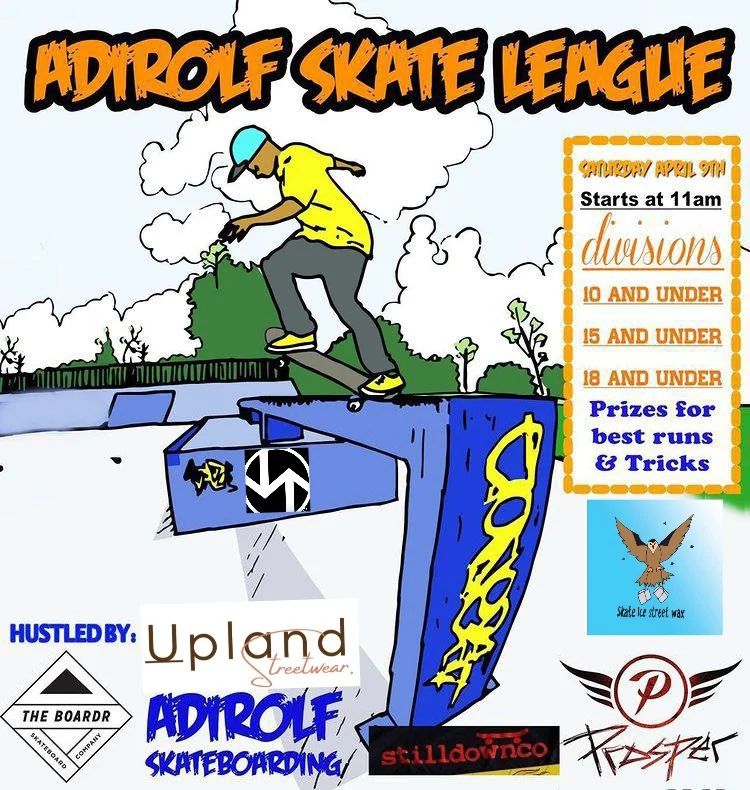 ADIROLF SKATE LEAGUE
SATURDAY APRIL 9TH
Starts at 11am
divisions
10 AND UNDER
15 AND UNDER
18 AND UNDER
Prizes for
best runs
& Tricks
Skate Ice street wax
HUSTLED BY:
Upland
Streetwear.
THE BOARDR
SKATEBOARD COMPANY
ADIROLF
SKATEBOARDING
stilldownco
P
Prosper